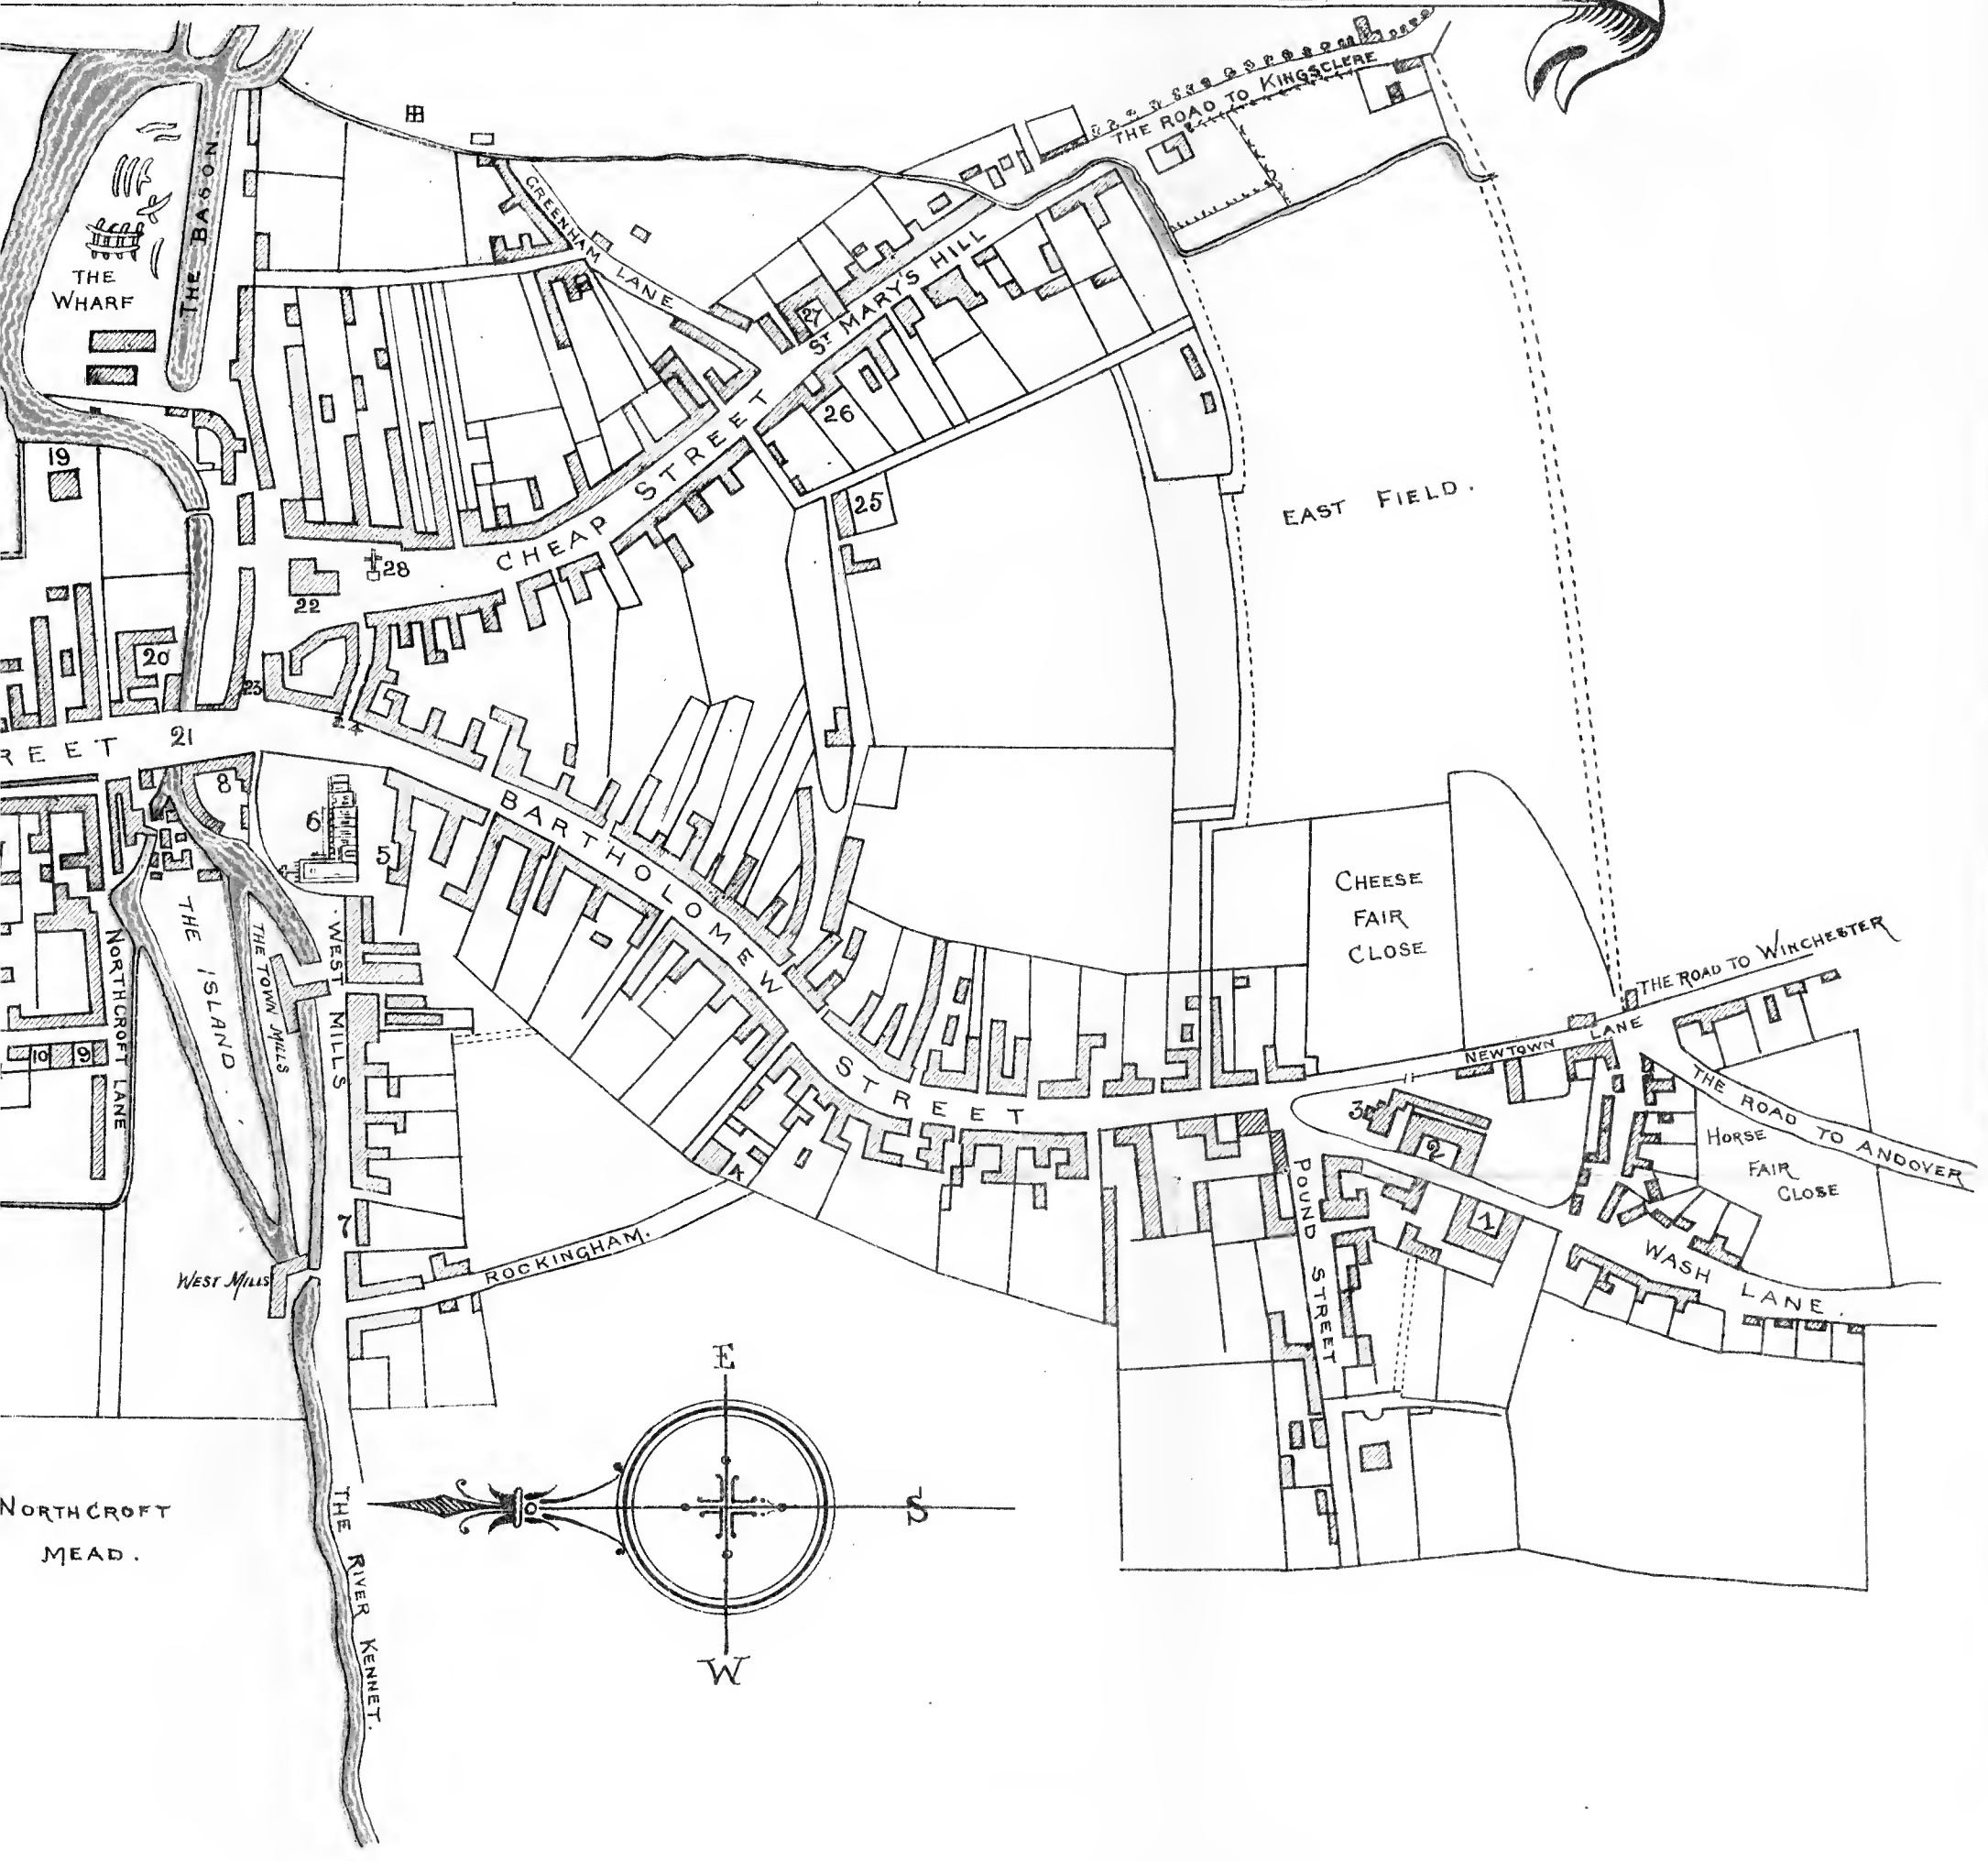 THE ROAD TO KINGSCLERE
GREENHAM LANE
THE BASON.
THE
WHARF
27
ST MARY'S HILL
26
CHEAP STREET
19
25
EAST FIELD.
28
22
20
23
24
21
REET
8
6
5
BARTHOLOMEW STREET
CHEESE
FAIR
CLOSE
THE ISLAND
THE TOWN MILLS
WEST MILLS
NORTHCROFT LANE
10
9
THE ROAD TO WINCHESTER
NEWTOWN LANE
THE ROAD TO ANDOVER
3
2
1
HORSE
FAIR
CLOSE
4
7
POUND STREET
WASH LANE.
ROCKINGHAM.
WEST MILLS
E
S
W
NORTHCROFT
MEAD.
THE RIVER KENNET.